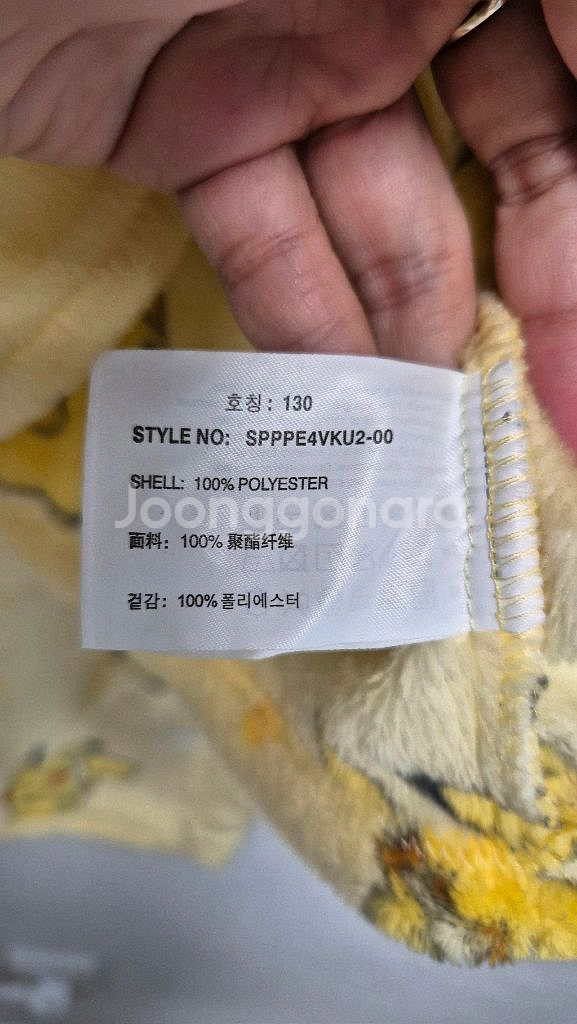 호칭: 130
STYLE NO: SPPPE4VKU2-00
SHELL: 100% POLYESTER
Joonggonara
面料: 100% 聚酯纤维
겉감: 100% 폴리에스터